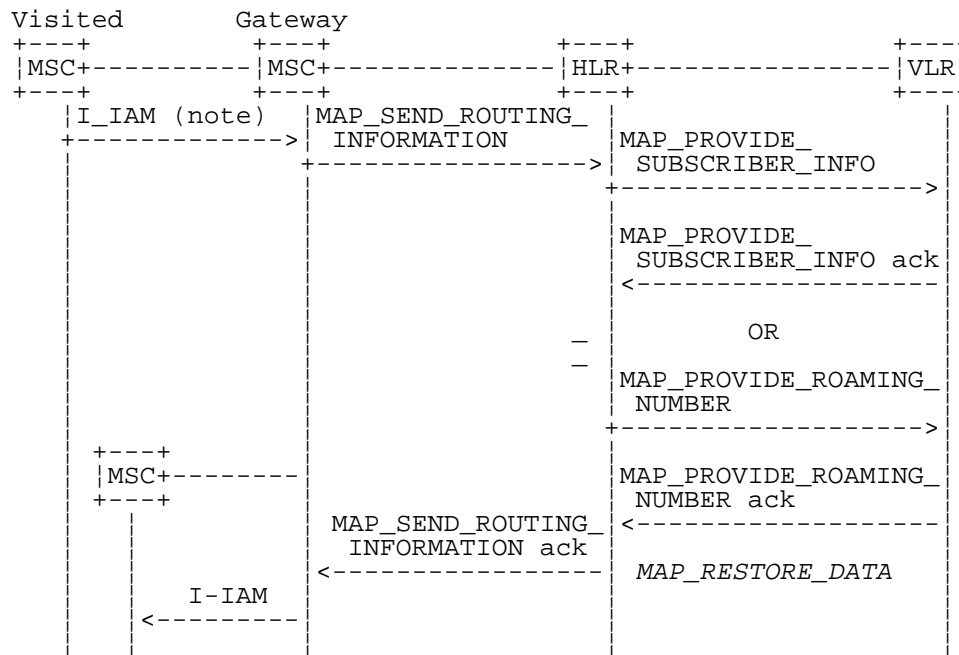 Visited Gateway
MSC MSC HLR VLR
I_IAM (note) MAP_SEND_ROUTING_
INFORMATION MAP_PROVIDE_
SUBSCRIBER_INFO
MAP_PROVIDE_
SUBSCRIBER_INFO ack
OR
MAP_PROVIDE_ROAMING_
NUMBER
MSC MAP_PROVIDE_ROAMING_
NUMBER ack
MAP_SEND_ROUTING_
INFORMATION ack
MAP_RESTORE_DATA
I-IAM